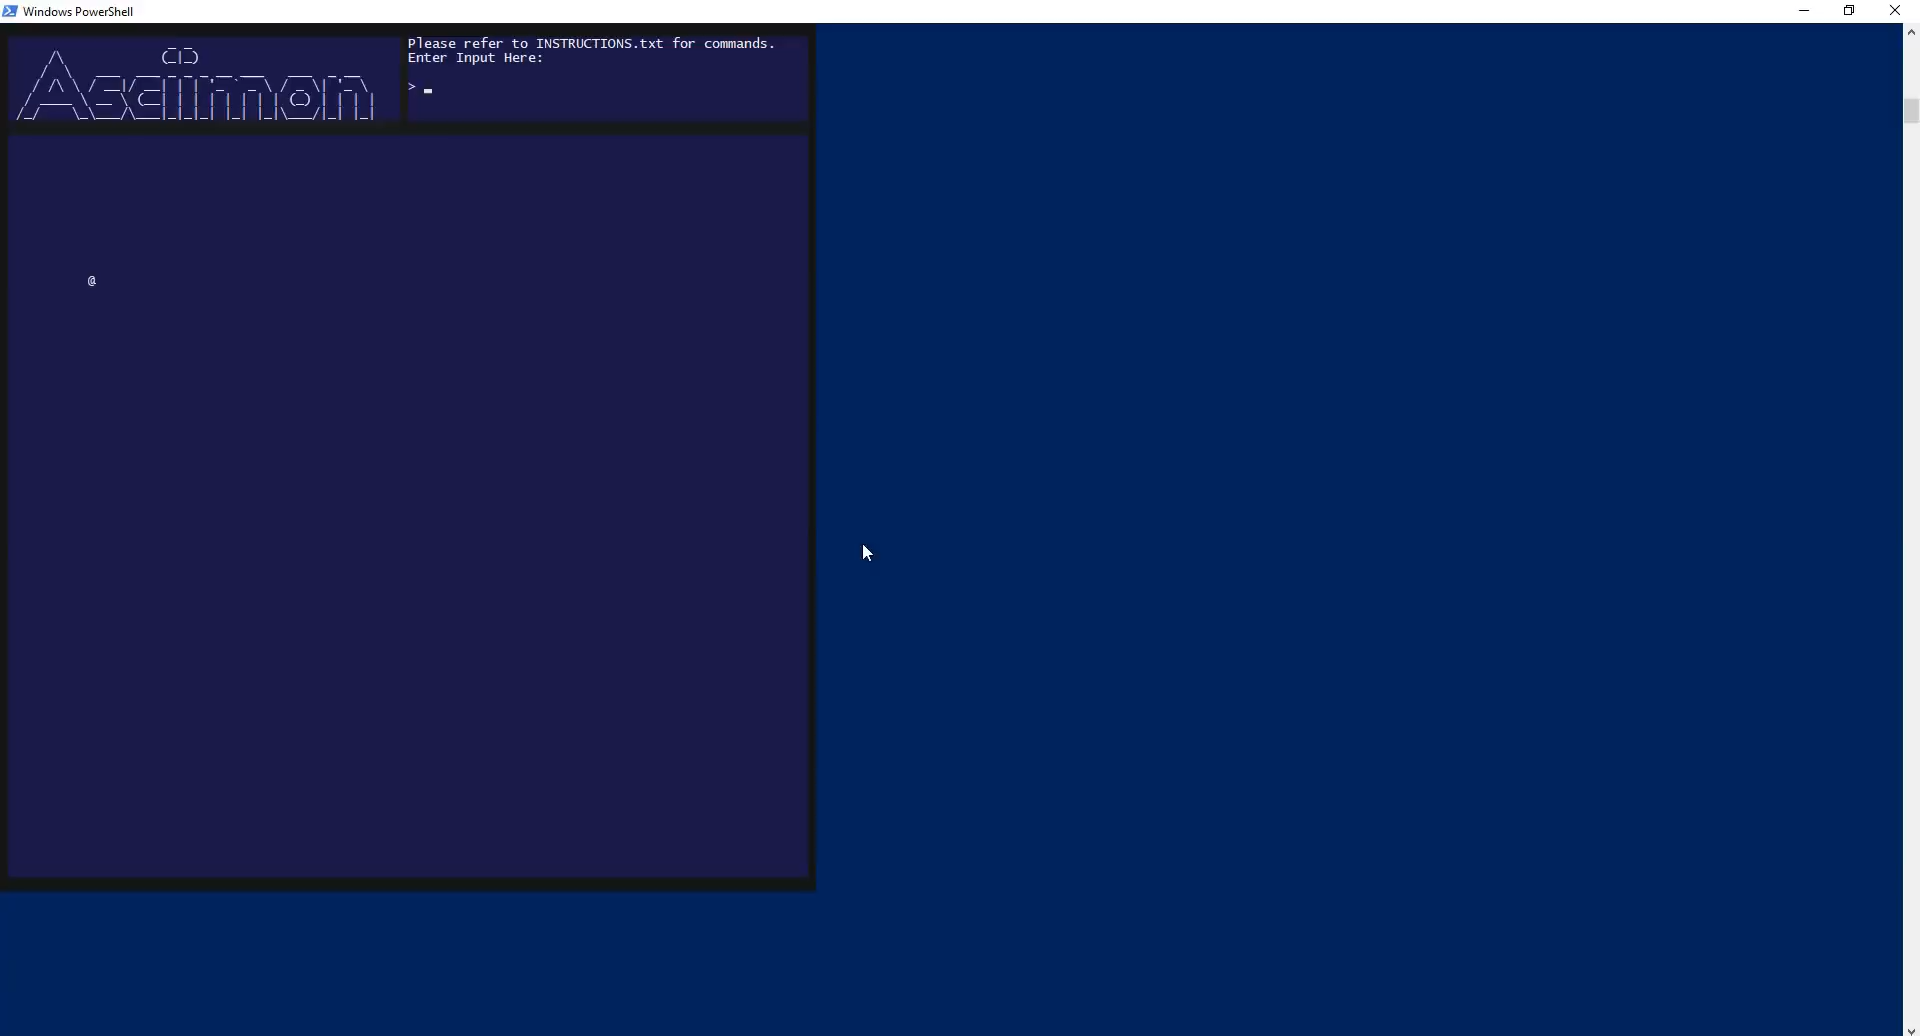 Windows PowerShell
Asciimon
Please refer to INSTRUCTIONS.txt for commands.
Enter Input Here:
> _
@